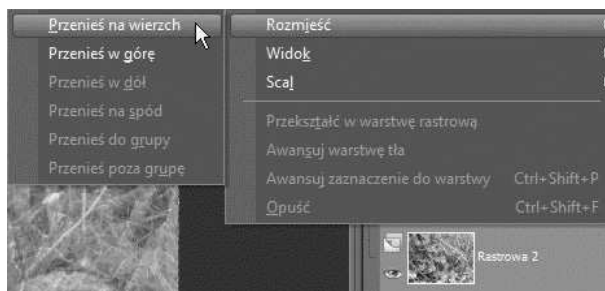 Przenieś na wierzch
Przenieś w górę
Przenieś w dół
Przenieś na spód
Przenieś do grupy
Przenieś poza grupę
Rozmieść
Widok
Scal
Przekształć w warstwę rastrową
Awansuj warstwę tła
Awansuj zaznaczenie do warstwy Ctrl+Shift+P
Opuść Ctrl+Shift+F
Rastrowa 2